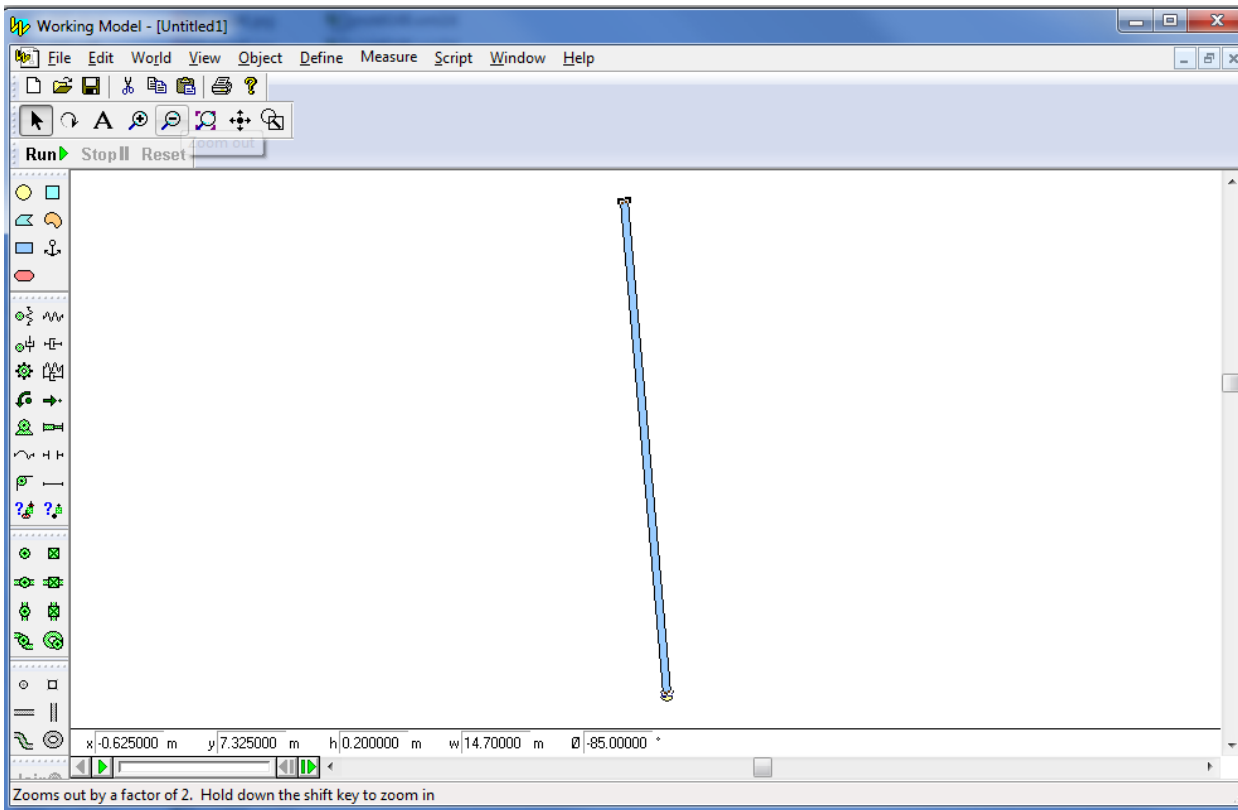 Working Model - [Untitled1]
File Edit World View Object Define Measure Script Window Help
A
Zoom out
Run Stop Reset
x -0.625000 m y 7.325000 m h 0.200000 m w 14.70000 m Ø -85.00000 °
Zooms out by a factor of 2. Hold down the shift key to zoom in